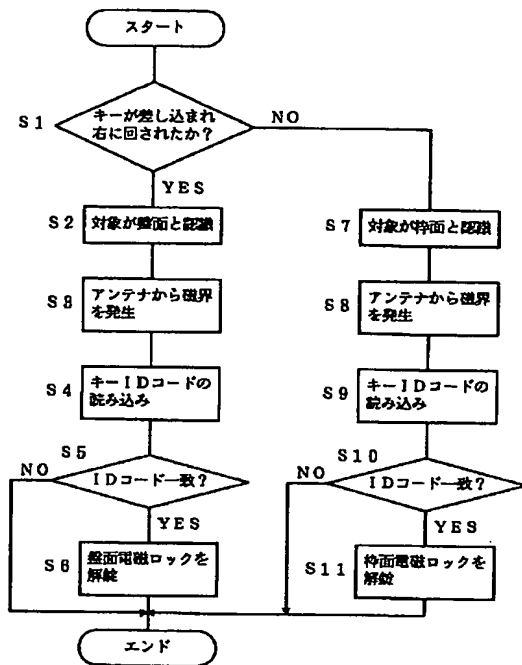 スタート
S1
キーが差し込まれ
右に回されたか?
NO
YES
S2
対象が盤面と認識
S3
アンテナから磁界
を発生
S4
キーIDコードの
読み込み
S5
NO
IDコード一致?
YES
S6
盤面電磁ロックを
解錠
S7
対象が枠面と認識
S8
アンテナから磁界
を発生
S9
キーIDコードの
読み込み
S10
NO
IDコード一致?
YES
S11
枠面電磁ロックを
解錠
エンド